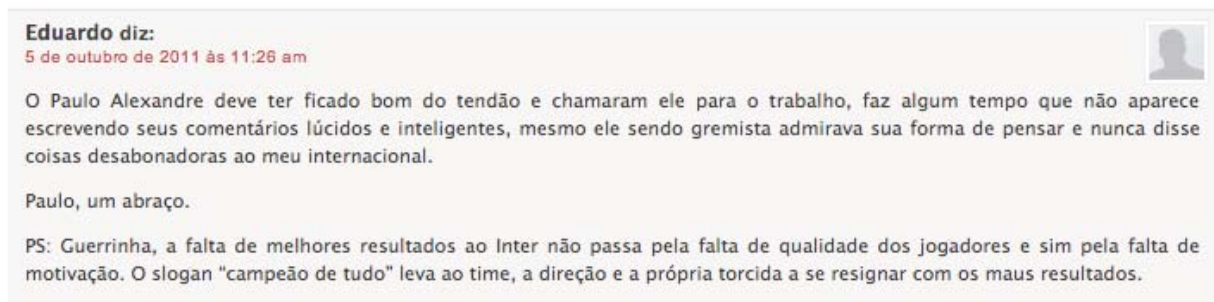 Eduardo diz:
5 de outubro de 2011 às 11:26 am
O Paulo Alexandre deve ter ficado bom do tendão e chamaram ele para o trabalho, faz algum tempo que não aparece
escrevendo seus comentários lúcidos e inteligentes, mesmo ele sendo gremista admirava sua forma de pensar e nunca disse
coisas desabonadoras ao meu internacional.
Paulo, um abraço.
PS: Guerrinha, a falta de melhores resultados ao Inter não passa pela falta de qualidade dos jogadores e sim pela falta de
motivação. O slogan "campeão de tudo" leva ao time, a direção e a própria torcida a se resignar com os maus resultados.